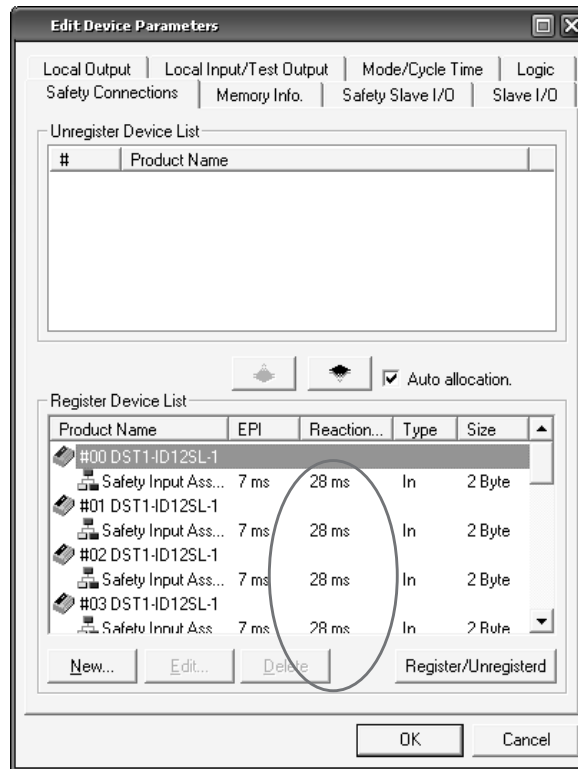 Edit Device Parameters
Local Output Local Input/Test Output Mode/Cycle Time Logic
Safety Connections Memory Info. Safety Slave I/O Slave I/O
Unregister Device List
# Product Name
Auto allocation.
Register Device List
Product Name EPI Reaction... Type Size
#00 DST1-ID12SL-1
Safety Input Ass... 7 ms 28 ms In 2 Byte
#01 DST1-ID12SL-1
Safety Input Ass... 7 ms 28 ms In 2 Byte
#02 DST1-ID12SL-1
Safety Input Ass... 7 ms 28 ms In 2 Byte
#03 DST1-ID12SL-1
Safety Input Ass 7 ms 28 ms In 2 Byte
New... Edit... Delete Register/Unregisterd
OK Cancel